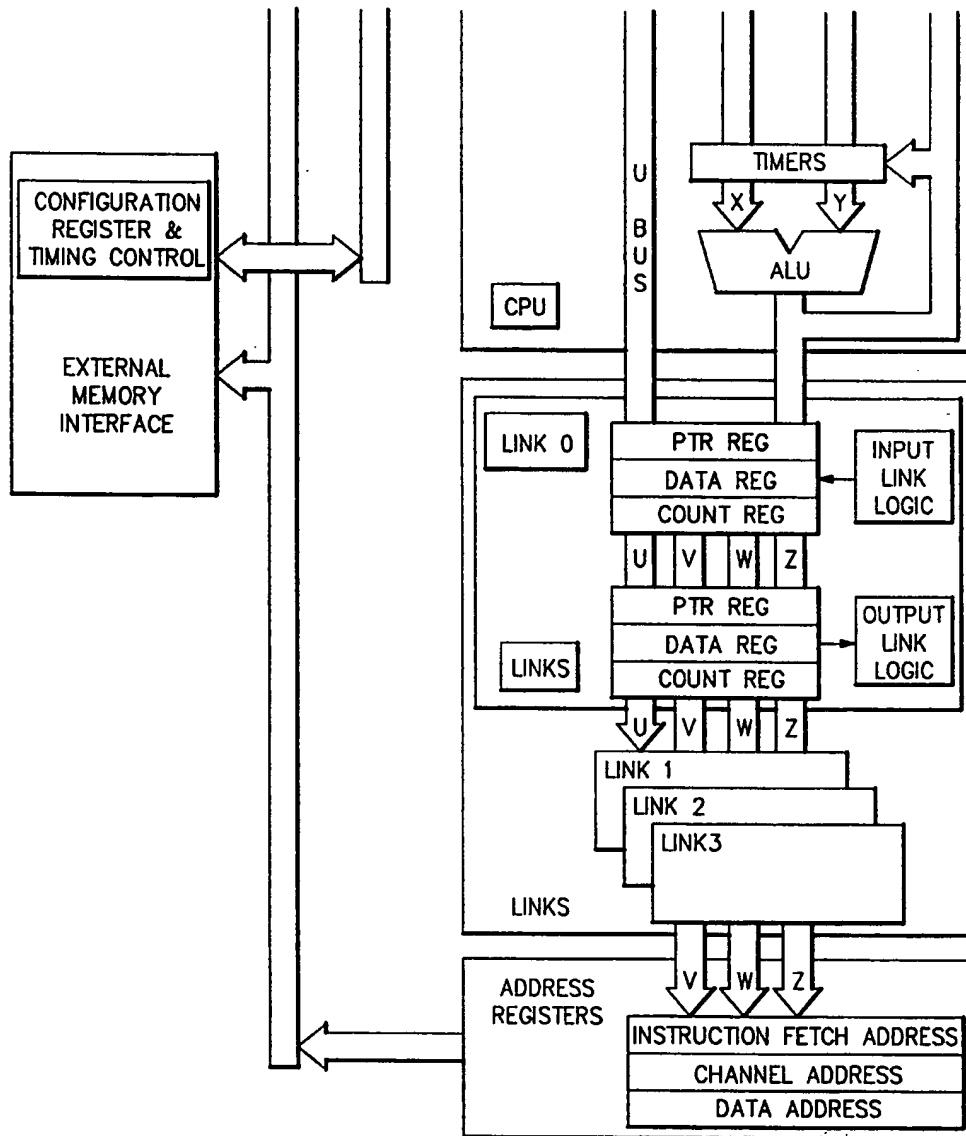 CONFIGURATION
REGISTER &
TIMING CONTROL
EXTERNAL
MEMORY
INTERFACE
U BUS
TIMERS
X
Y
ALU
CPU
LINK 0
PTR REG
DATA REG
COUNT REG
INPUT
LINK
LOGIC
U
V
W
Z
PTR REG
DATA REG
COUNT REG
OUTPUT
LINK
LOGIC
LINKS
U
V
W
Z
LINK 1
LINK 2
LINK3
LINKS
V
W
Z
ADDRESS
REGISTERS
INSTRUCTION FETCH ADDRESS
CHANNEL ADDRESS
DATA ADDRESS